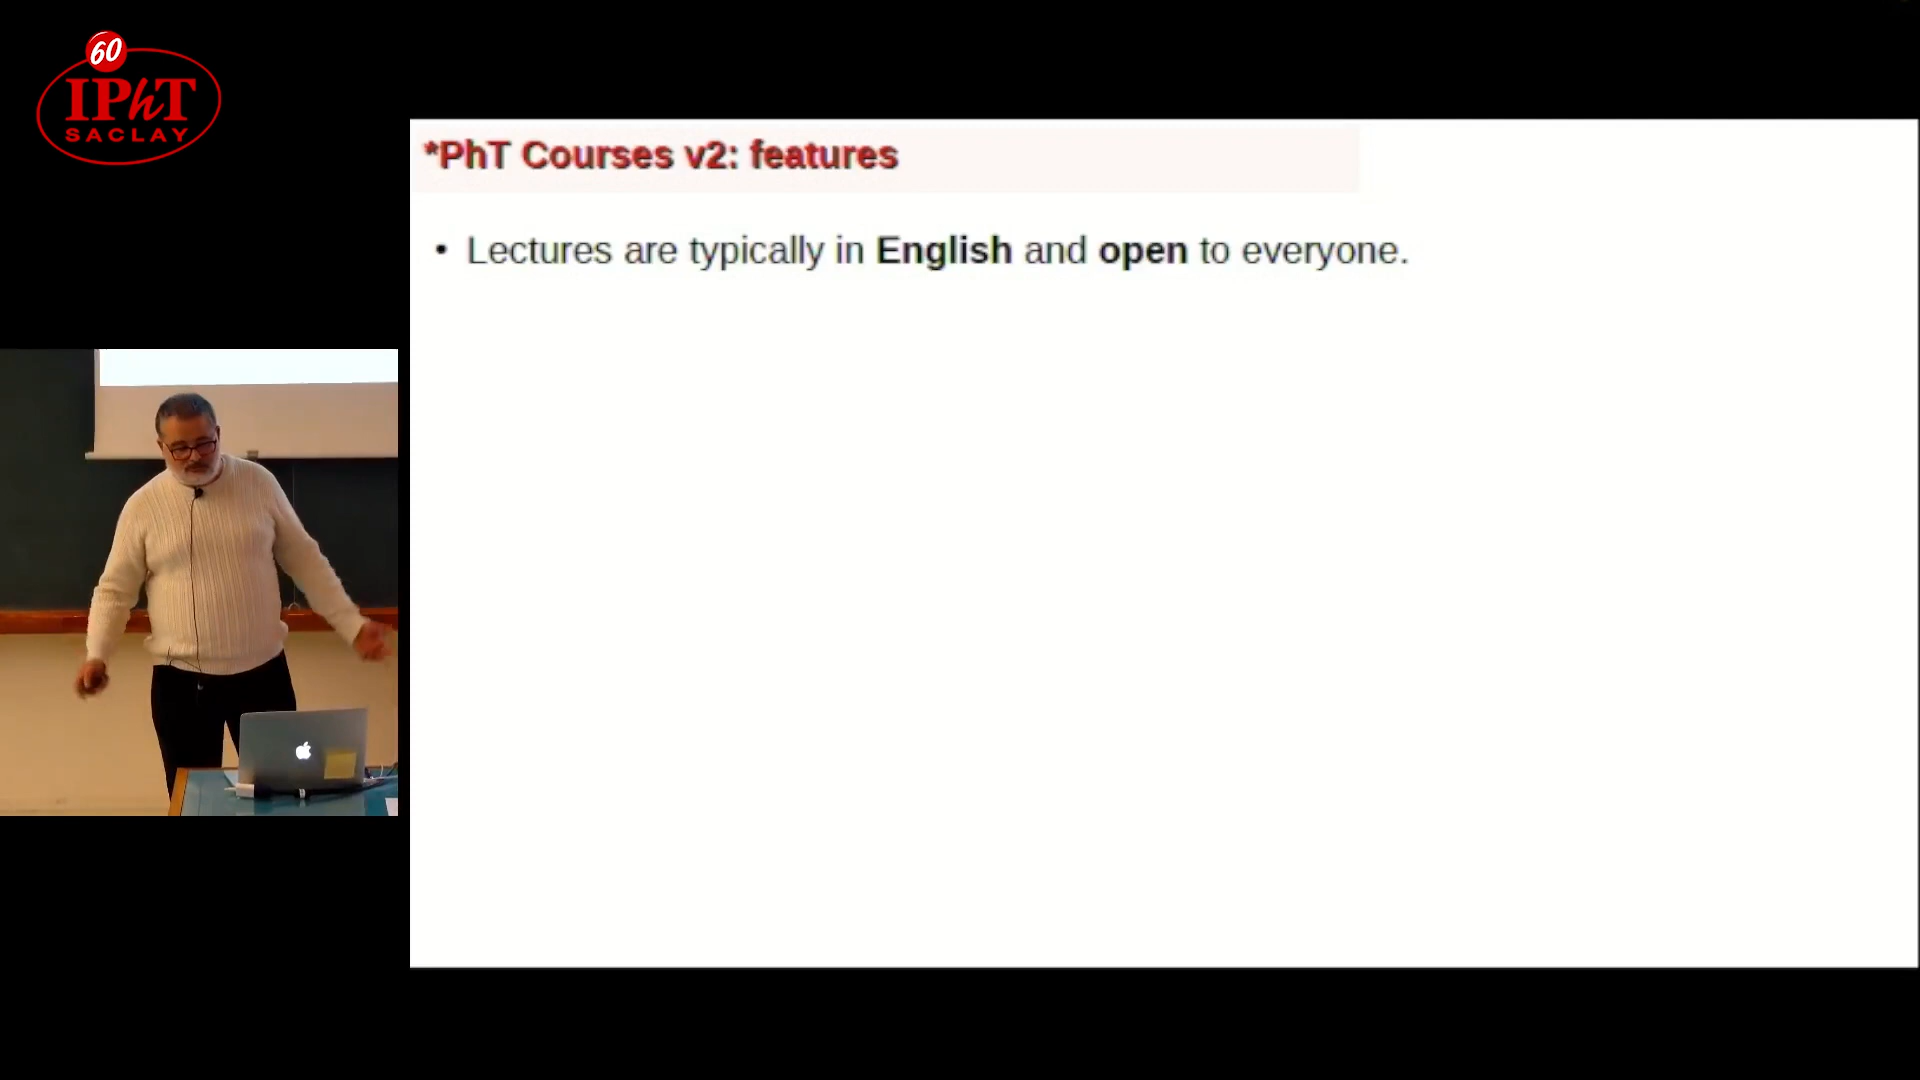 60
IPhT
SACLAY
*PhT Courses v2: features
• Lectures are typically in English and open to everyone.